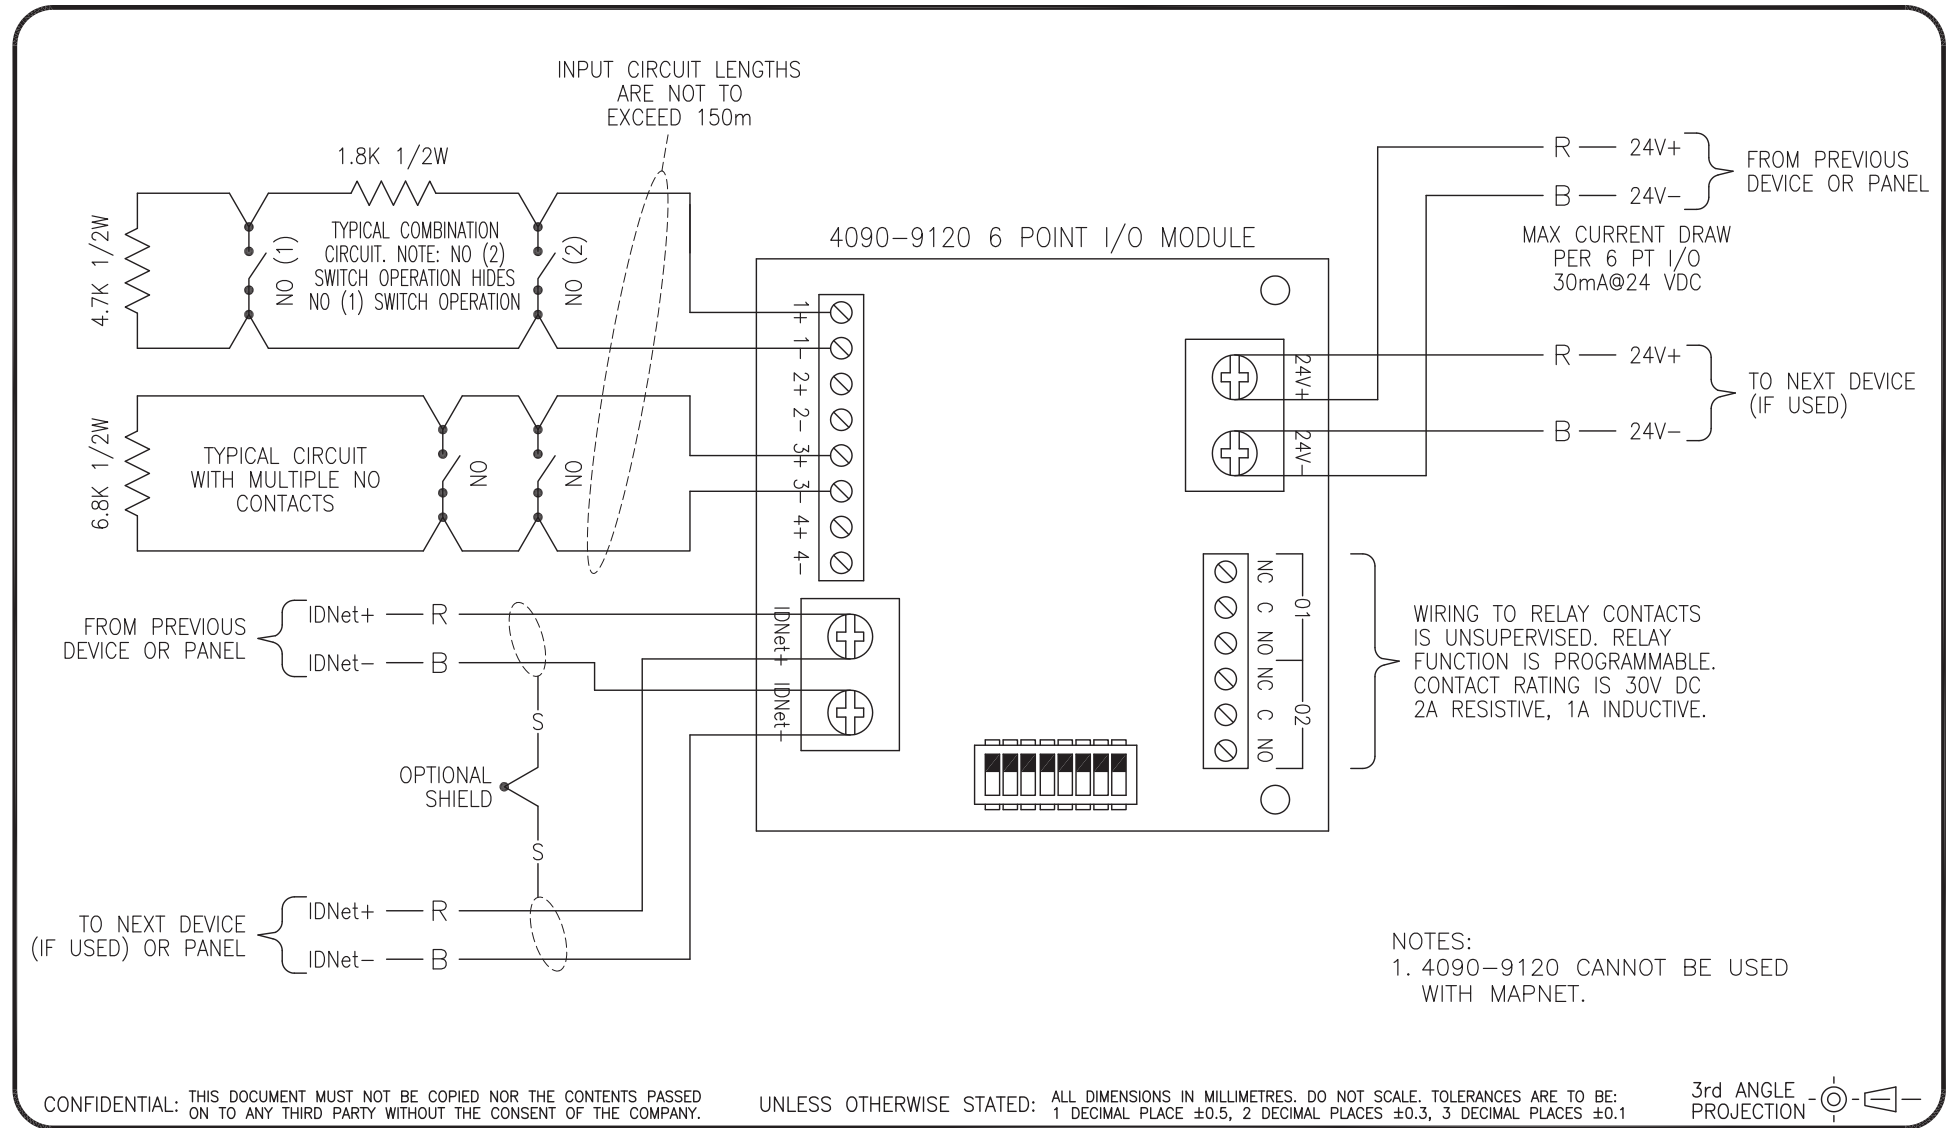 INPUT CIRCUIT LENGTHS
ARE NOT TO
EXCEED 150m
1.8K 1/2W
4.7K 1/2W
NO (1)
TYPICAL COMBINATION
CIRCUIT. NOTE: NO (2)
SWITCH OPERATION HIDES
NO (1) SWITCH OPERATION
NO (2)
6.8K 1/2W
TYPICAL CIRCUIT
WITH MULTIPLE NO
CONTACTS
NO
NO
4090-9120 6 POINT I/O MODULE
1+
1-
2+
2-
3+
3-
4+
4-
IDNet+
IDNet-
FROM PREVIOUS
DEVICE OR PANEL
IDNet+ R
IDNet- B
S
OPTIONAL
SHIELD
S
TO NEXT DEVICE
(IF USED) OR PANEL
IDNet+ R
IDNet- B
24V+
24V-
R 24V+
B 24V-
FROM PREVIOUS
DEVICE OR PANEL
MAX CURRENT DRAW
PER 6 PT I/O
30mA@24 VDC
R 24V+
B 24V-
TO NEXT DEVICE
(IF USED)
NC
C
NO
NC
C
NO
01
02
WIRING TO RELAY CONTACTS
IS UNSUPERVISED. RELAY
FUNCTION IS PROGRAMMABLE.
CONTACT RATING IS 30V DC
2A RESISTIVE, 1A INDUCTIVE.
NOTES:
1. 4090-9120 CANNOT BE USED
WITH MAPNET.
CONFIDENTIAL: THIS DOCUMENT MUST NOT BE COPIED NOR THE CONTENTS PASSED
ON TO ANY THIRD PARTY WITHOUT THE CONSENT OF THE COMPANY.
UNLESS OTHERWISE STATED: ALL DIMENSIONS IN MILLIMETRES. DO NOT SCALE. TOLERANCES ARE TO BE:
1 DECIMAL PLACE ±0.5, 2 DECIMAL PLACES ±0.3, 3 DECIMAL PLACES ±0.1
3rd ANGLE
PROJECTION